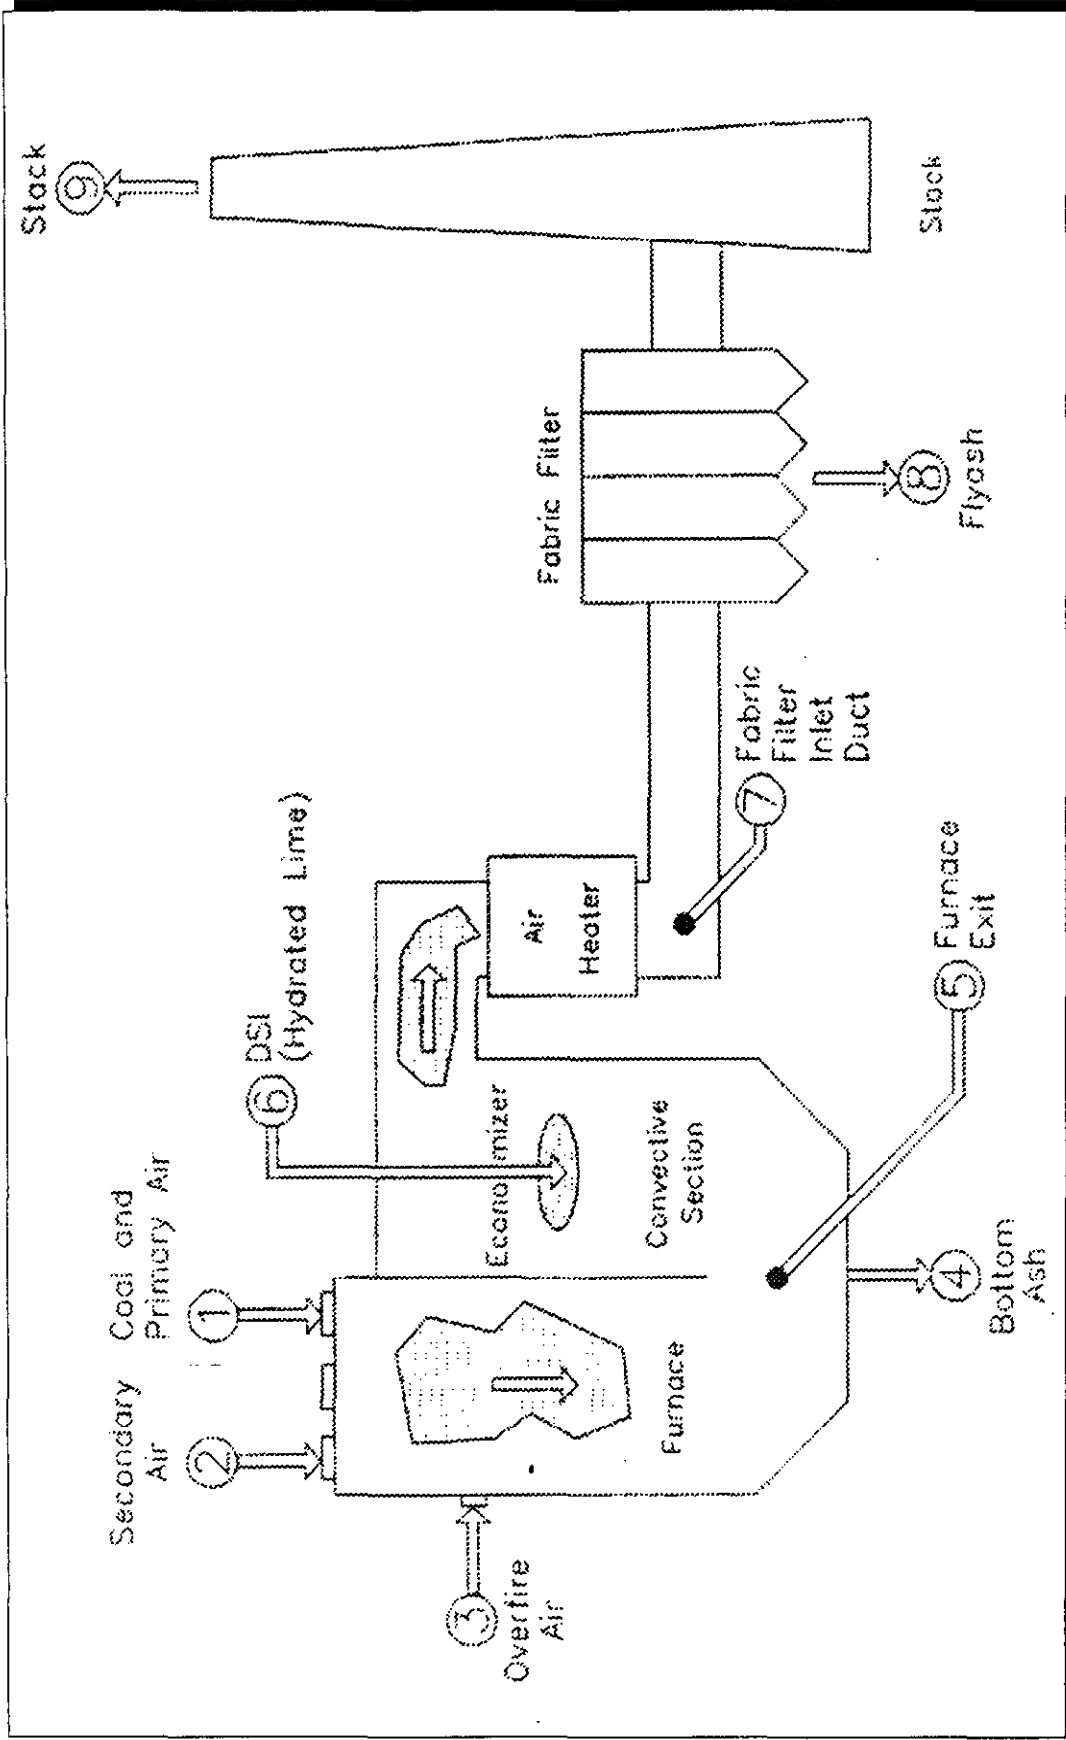 Secondary
Air
2
Coal and
Primary Air
1
6
DSI
(Hydrated Lime)
Stack
9
3
Overfire
Air
Furnace
Economizer
Convective
Section
Air
Heater
Fabric Filter
7
Fabric
Filter
Inlet
Duct
8
Flyash
Stack
4
Bottom
Ash
5
Furnace
Exit